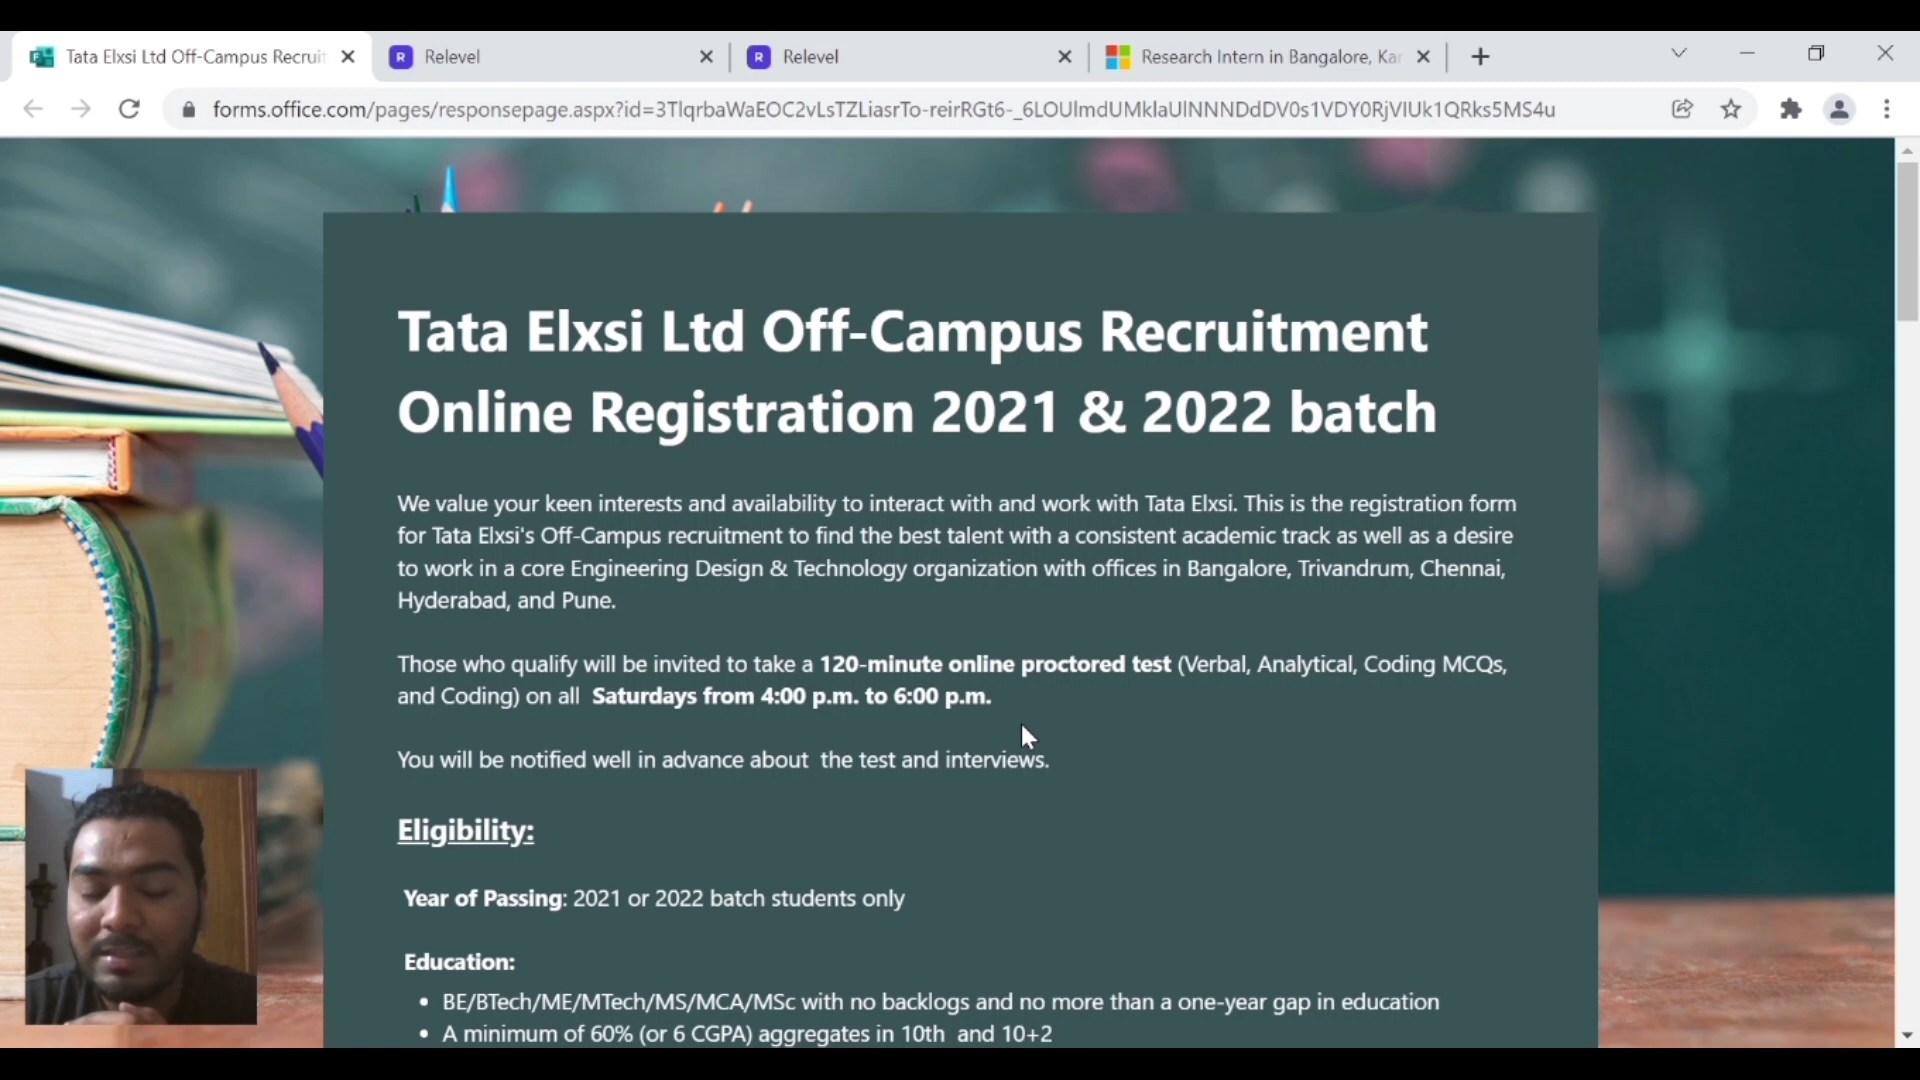 Tata Elxsi Ltd Off-Campus Recruit
R Relevel
R Relevel
Research Intern in Bangalore, Kar
forms.office.com/pages/responsepage.aspx?id=3TlqrbaWaEOC2vLsTZLiasrTo-reirRGt6-_6LOUlmdUMklaUlNNNDdDV0s1VDY0RjVIUk1QRks5MS4u
Tata Elxsi Ltd Off-Campus Recruitment
Online Registration 2021 & 2022 batch
We value your keen interests and availability to interact with and work with Tata Elxsi. This is the registration form
for Tata Elxsi's Off-Campus recruitment to find the best talent with a consistent academic track as well as a desire
to work in a core Engineering Design & Technology organization with offices in Bangalore, Trivandrum, Chennai,
Hyderabad, and Pune.
Those who qualify will be invited to take a 120-minute online proctored test (Verbal, Analytical, Coding MCQs,
and Coding) on all Saturdays from 4:00 p.m. to 6:00 p.m.
You will be notified well in advance about the test and interviews.
Eligibility:
Year of Passing: 2021 or 2022 batch students only
Education:
• BE/BTech/ME/MTech/MS/MCA/MSc with no backlogs and no more than a one-year gap in education
• A minimum of 60% (or 6 CGPA) aggregates in 10th and 10+2